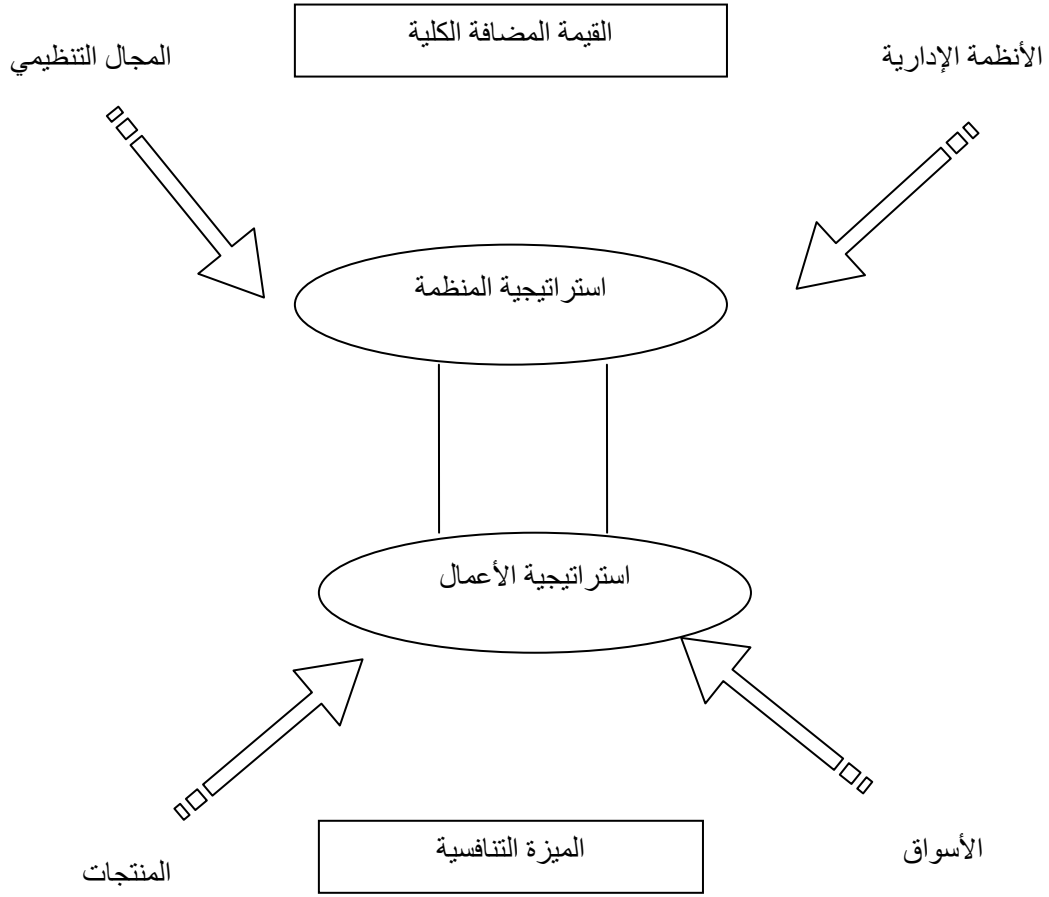 القيمة المضافة الكلية
الأنظمة الإدارية
المجال التنظيمي
استراتيجية المنظمة
استراتيجية الأعمال
الميزة التنافسية
الأسواق
المنتجات